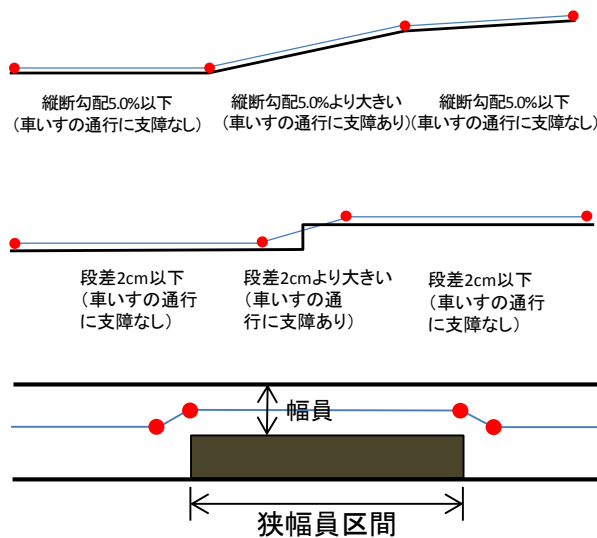 縦断勾配5.0%以下
(車いすの通行に支障なし)
縦断勾配5.0%より大きい
(車いすの通行に支障あり)
縦断勾配5.0%以下
(車いすの通行に支障なし)
段差2cm以下
(車いすの通行
に支障なし)
段差2cmより大きい
(車いすの通
行に支障あり)
段差2cm以下
(車いすの通行
に支障なし)
幅員
狭幅員区間